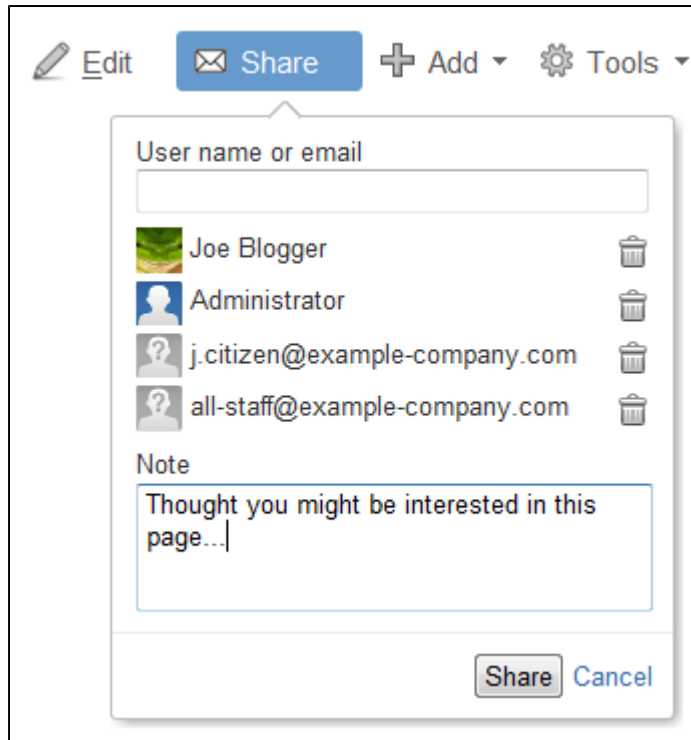 Edit Share Add Tools
User name or email
Joe Blogger
Administrator
j.citizen@example-company.com
all-staff@example-company.com
Note
Thought you might be interested in this
page...
Share Cancel